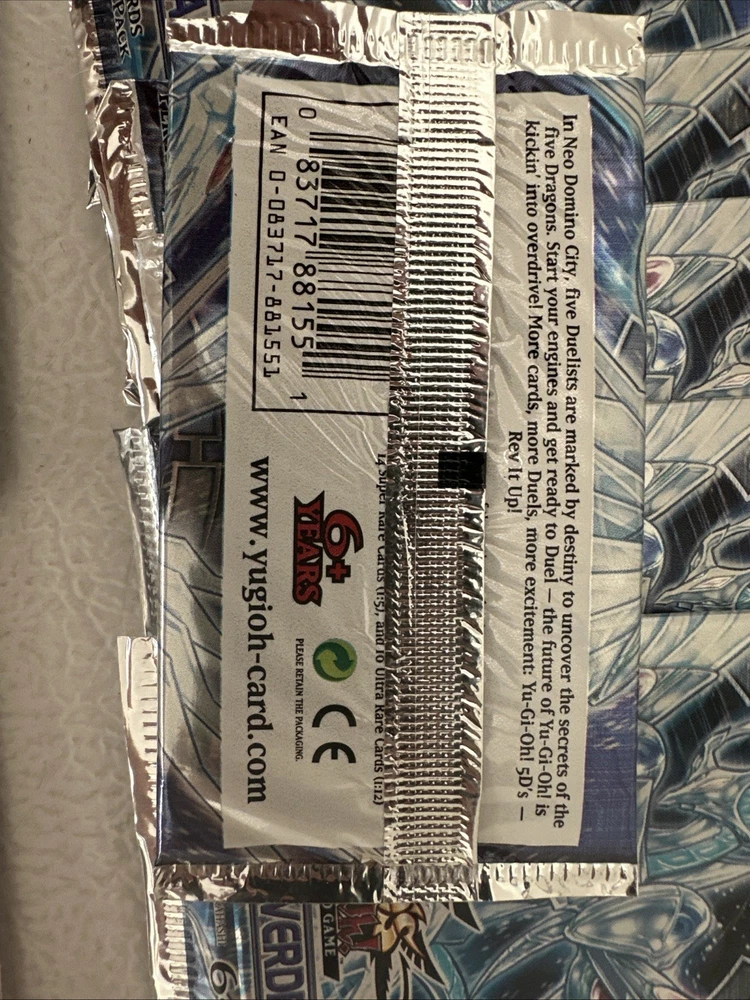 In Neo Domino City, five Duelists are marked by destiny to uncover the secrets of the
five Dragons. Start your engines and get ready to Duel — the future of Yu-Gi-Oh! is
kickin' into overdrive! More cards, more Duels, more excitement: Yu-Gi-Oh! 5D's —
Rev It Up!
14 Super Rare Cards (1:5), and 10 Ultra Rare Cards (1:12)
0 83717 88155 1
EAN 0-083717-881551
6+
YEARS
CE
PLEASE RETAIN THE PACKAGING.
www.yugioh-card.com
PACK
GAME
6